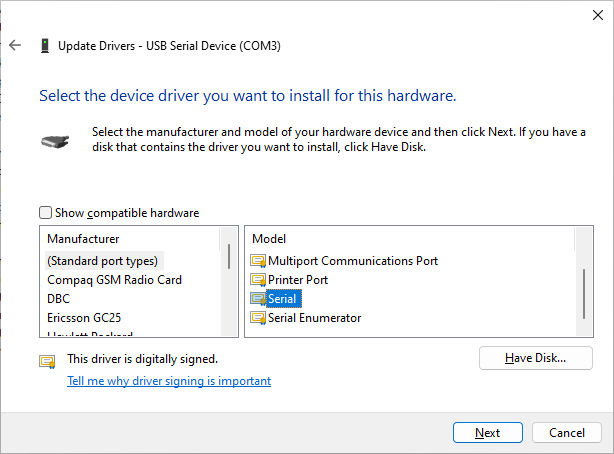 Update Drivers - USB Serial Device (COM3)
Select the device driver you want to install for this hardware.
Select the manufacturer and model of your hardware device and then click Next. If you have a
disk that contains the driver you want to install, click Have Disk.
Show compatible hardware
Manufacturer
(Standard port types)
Compaq GSM Radio Card
DBC
Ericsson GC25
Hewlett Packard
Model
Multiport Communications Port
Printer Port
Serial
Serial Enumerator
This driver is digitally signed.
Tell me why driver signing is important
Have Disk...
Next
Cancel